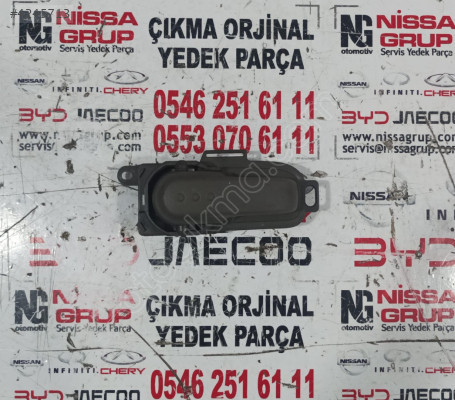 NISSA
GRUP
otomotiv Servis Yedek Parça
ÇIKMA ORJİNAL
YEDEK PARÇA
NG NISSA
GRUP
otomotiv Servis Yedek Parça
NISSAN INFINITI CHERY
0546 251 61 11
0553 070 61 11
NISSAN INFINITI CHERY
BYD JAECOO
BYD JAECOO
www.nissagrup.com
servis@nissagrup.com
www.nissagrup.com
servis@nissagrup.com
NISSAN
JAECOO
BYD
NG NISSA
GRUP
otomotiv Servis Yedek Parça
ÇIKMA ORJİNAL
YEDEK PARÇA
NG NISSA
GRUP
otomotiv Servis Yedek Parça
NISSAN INFINITI CHERY
0546 251 61 11
NISSAN INFINITI CHERY
BYD JAECOO
BYD